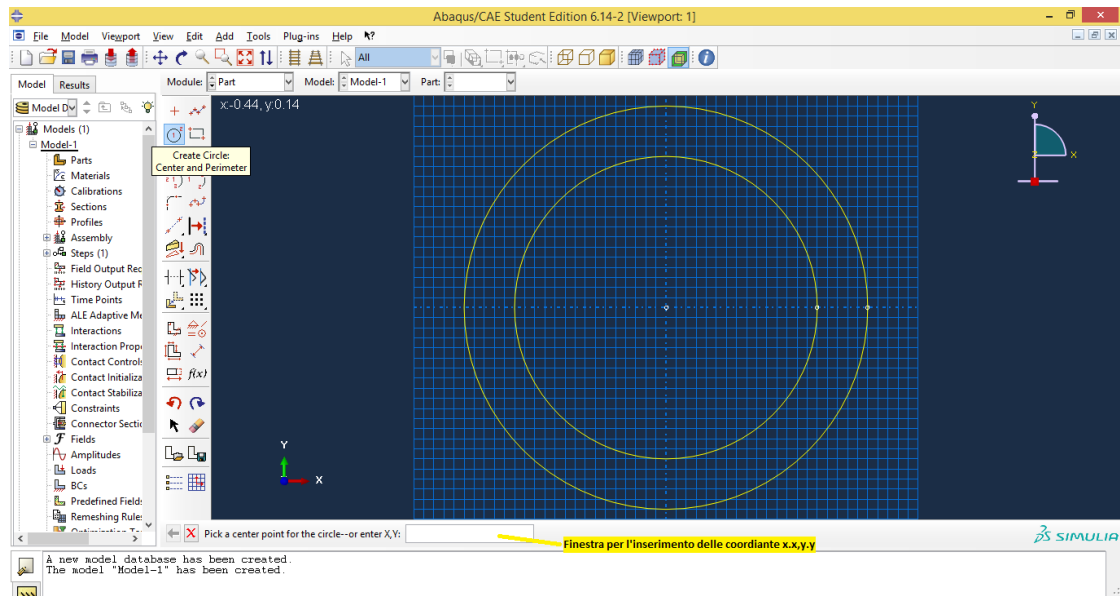 Abaqus/CAE Student Edition 6.14-2 [Viewport: 1]
File Model Viewport View Edit Add Tools Plug-ins Help
All
Model Results
Module: Part Model: Model-1 Part:
Model D
x:-0.44, y:0.14
Models (1)
Model-1
Parts
Materials
Calibrations
Sections
Profiles
Assembly
Steps (1)
Field Output Req
History Output R
Time Points
ALE Adaptive Me
Interactions
Interaction Prope
Contact Controls
Contact Initializa
Contact Stabiliza
Constraints
Connector Sectio
Fields
Amplitudes
Loads
BCs
Predefined Fields
Remeshing Rules
Create Circle:
Center and Perimeter
f(x)
Y
X
Z
Y
X
Pick a center point for the circle--or enter X,Y:
Finestra per l'inserimento delle coordiante x.x,y.y
SIMULIA
A new model database has been created.
The model "Model-1" has been created.
>>>